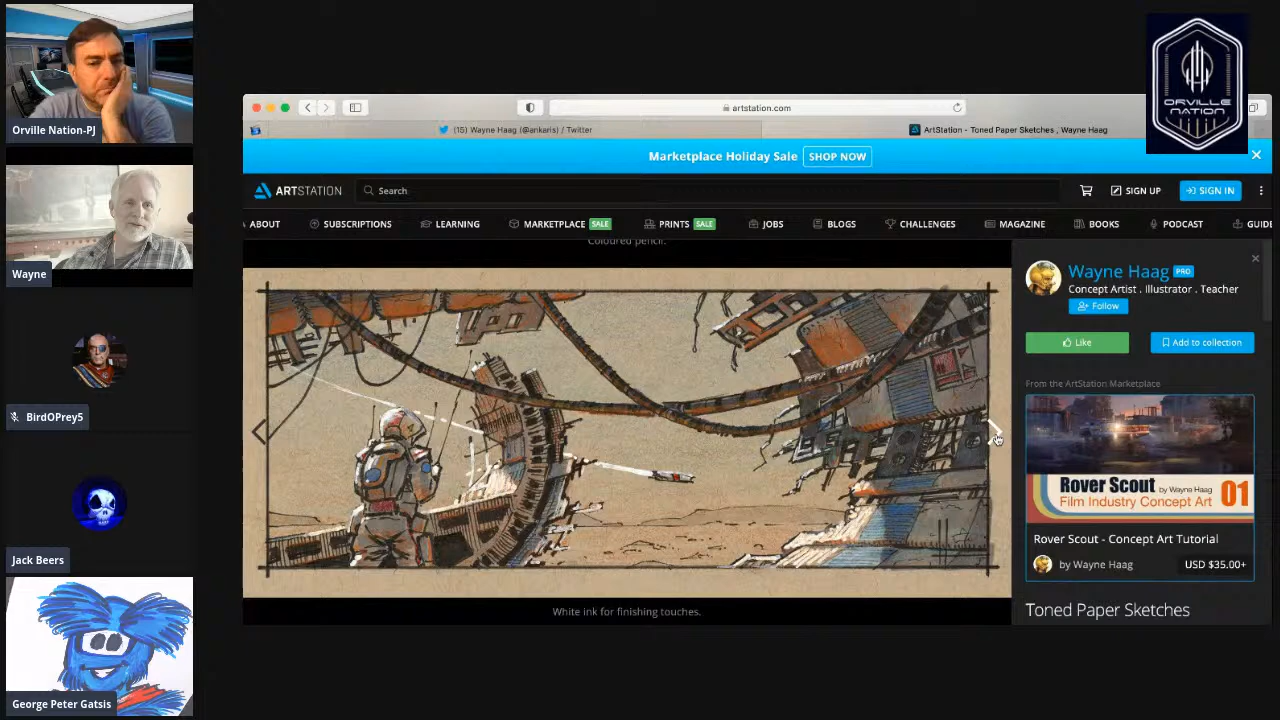 Orville Nation-PJ
Wayne
BirdOPrey5
Jack Beers
George Peter Gatsis
ORVILLE
NATION
artstation.com
(15) Wayne Haag (@ankaris) / Twitter
ArtStation - Toned Paper Sketches , Wayne Haag
Marketplace Holiday Sale SHOP NOW
ARTSTATION Search SIGN UP SIGN IN
ABOUT SUBSCRIPTIONS LEARNING MARKETPLACE SALE PRINTS SALE JOBS BLOGS CHALLENGES MAGAZINE BOOKS PODCAST GUIDE
Coloured pencil.
White ink for finishing touches.
Wayne Haag PRO
Concept Artist . Illustrator . Teacher
Follow
Like Add to collection
From the ArtStation Marketplace
Rover Scout by Wayne Haag 01
Film Industry Concept Art
Rover Scout - Concept Art Tutorial
by Wayne Haag USD $35.00+
Toned Paper Sketches